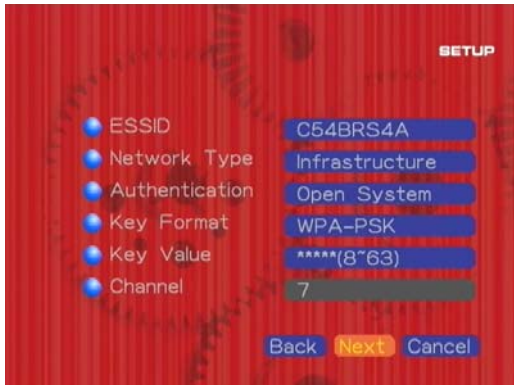 SETUP
ESSID C54BRS4A
Network Type Infrastructure
Authentication Open System
Key Format WPA-PSK
Key Value *****(8~63)
Channel 7
Back Next Cancel